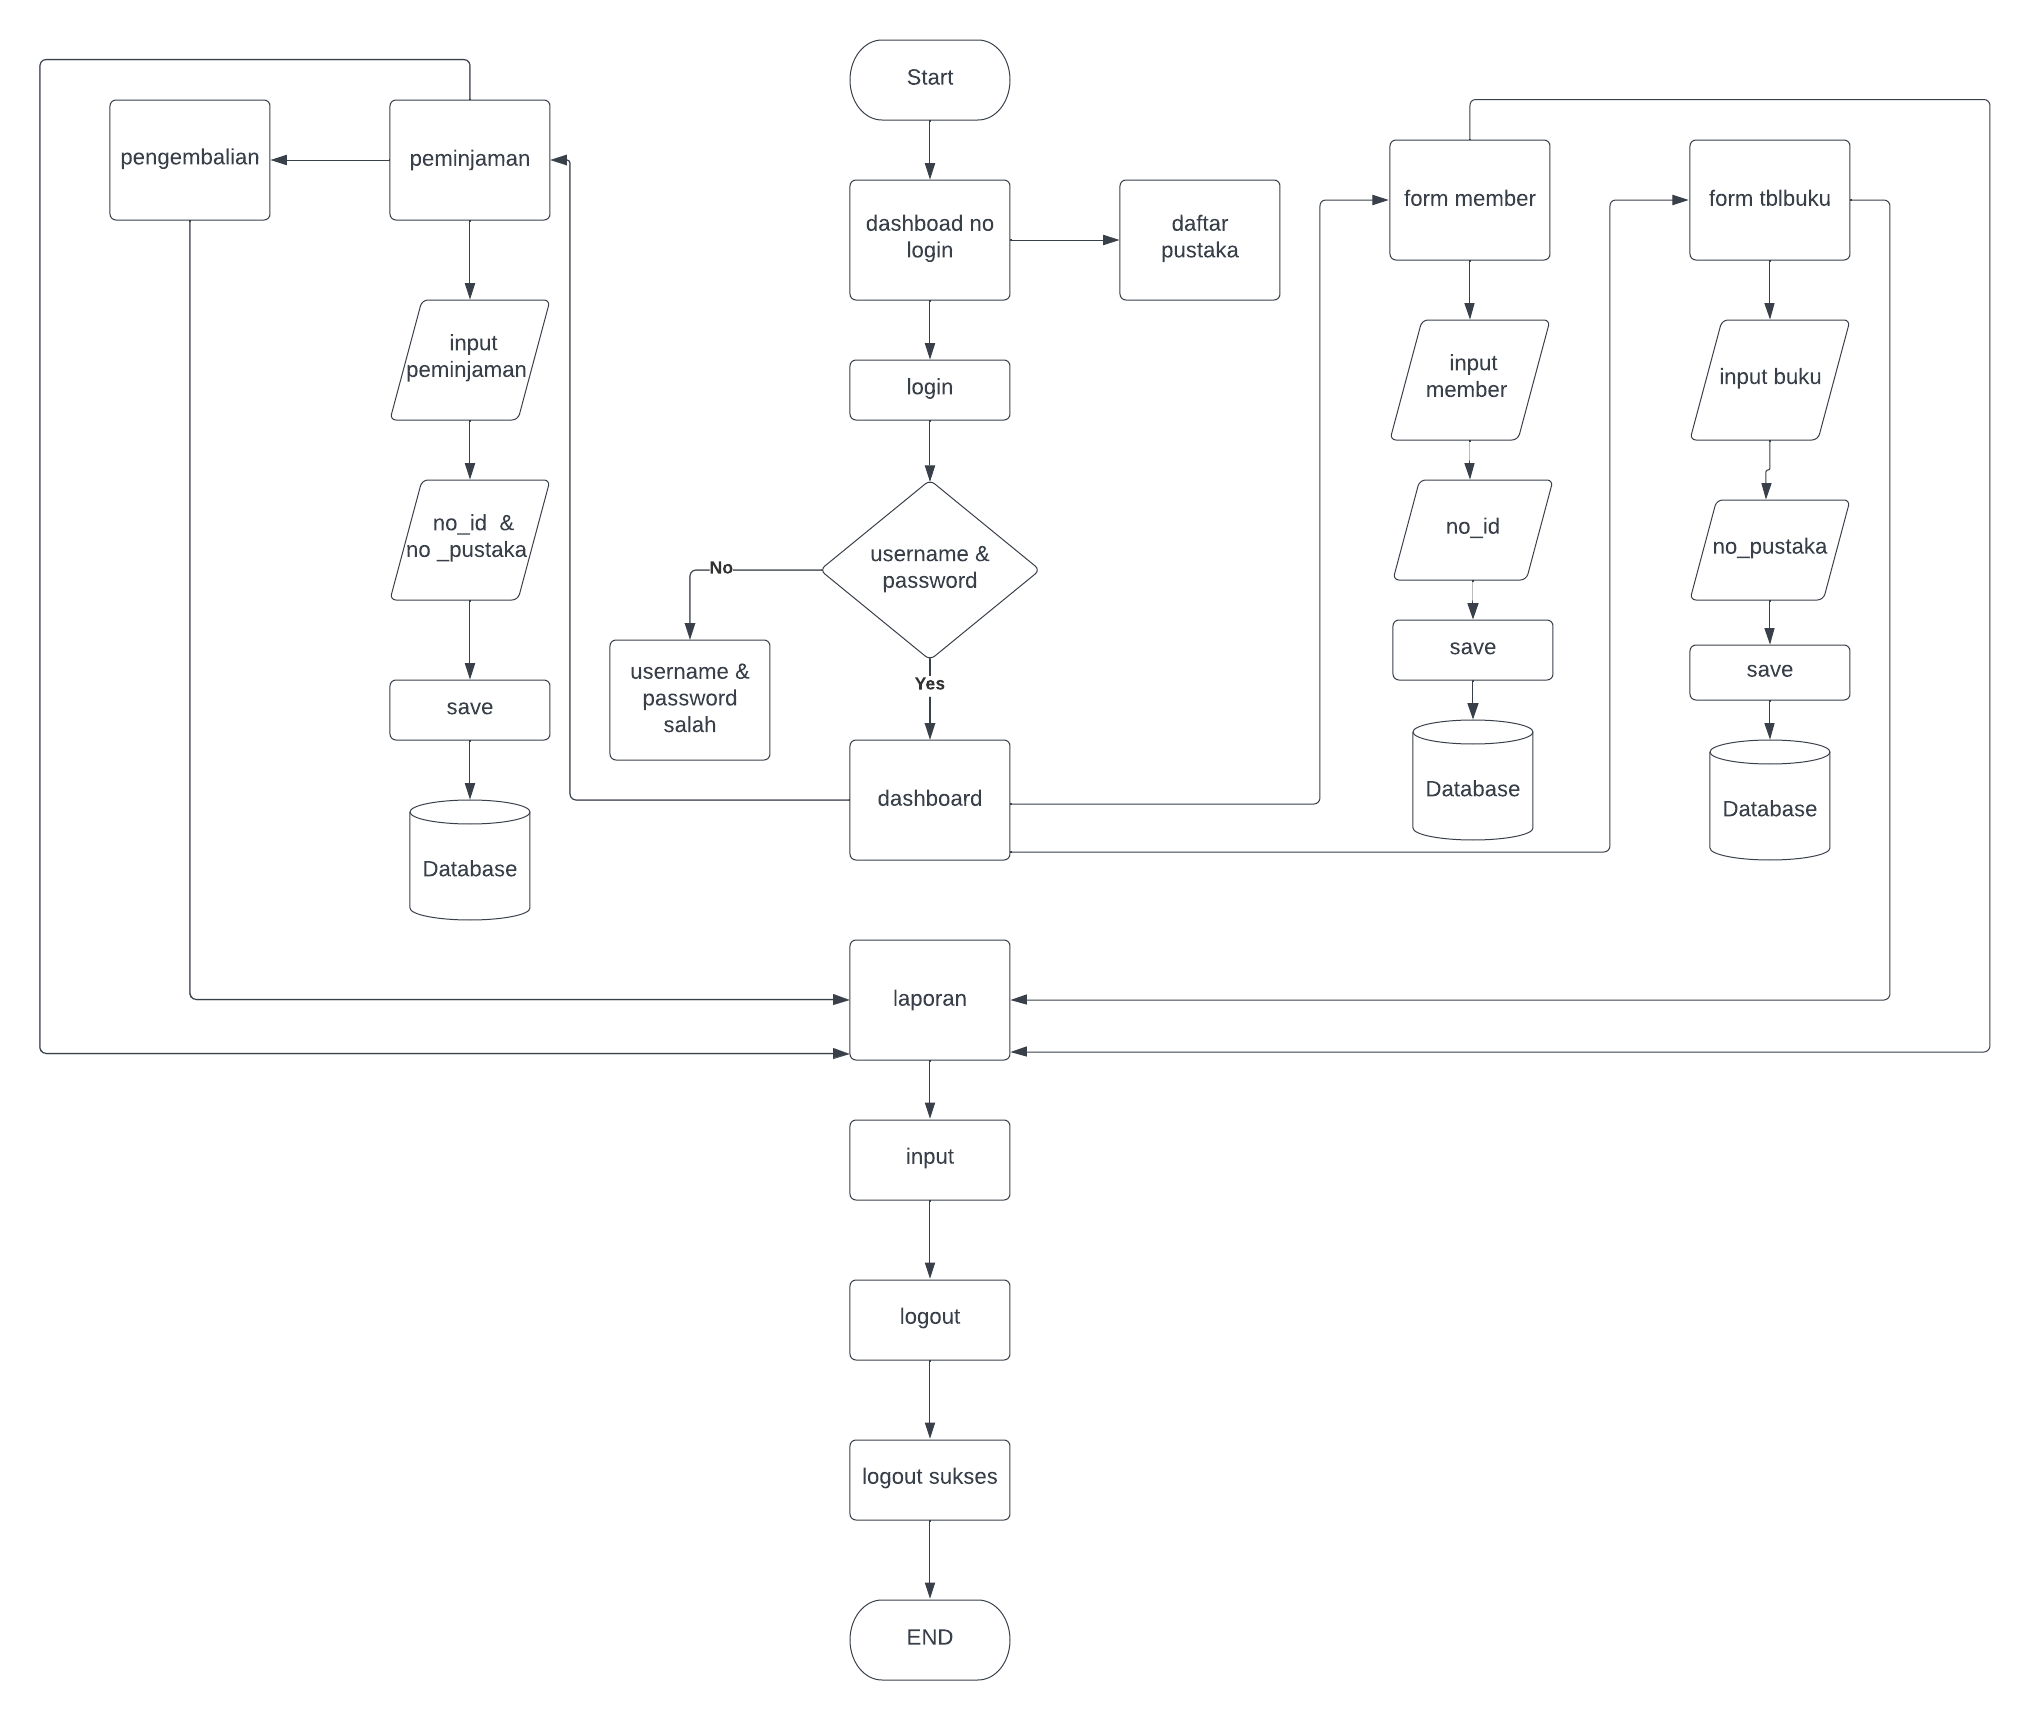 Start
dashboad no
login
daftar
pustaka
login
username &
password
No
Yes
username &
password
salah
dashboard
pengembalian
peminjaman
input
peminjaman
no_id  &
no _pustaka
save
Database
form member
input
member
no_id
save
Database
form tblbuku
input buku
no_pustaka
save
Database
laporan
input
logout
logout sukses
END